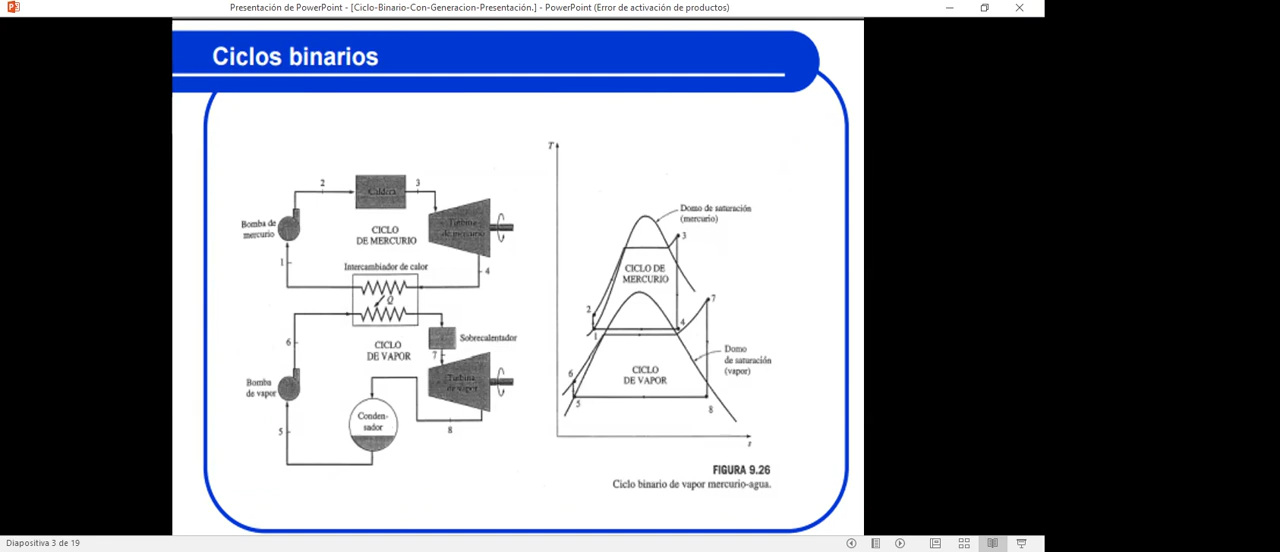 Presentación de PowerPoint - [Ciclo-Binario-Con-Generacion-Presentación.] - PowerPoint (Error de activación de productos)
Ciclos binarios
2
3
Caldera
Bomba de
mercurio
CICLO
DE MERCURIO
Turbina
de mercurio
1
Intercambiador de calor
4
Q
6
CICLO
DE VAPOR
Sobrecalentador
7
Bomba
de vapor
Turbina
de vapor
Conden-
sador
5
8
T
Domo de saturación
(mercurio)
3
CICLO DE
MERCURIO
7
2
1
4
Domo
de saturación
(vapor)
6
CICLO
DE VAPOR
5
8
FIGURA 9.26
Ciclo binario de vapor mercurio-agua.
Diapositiva 3 de 19